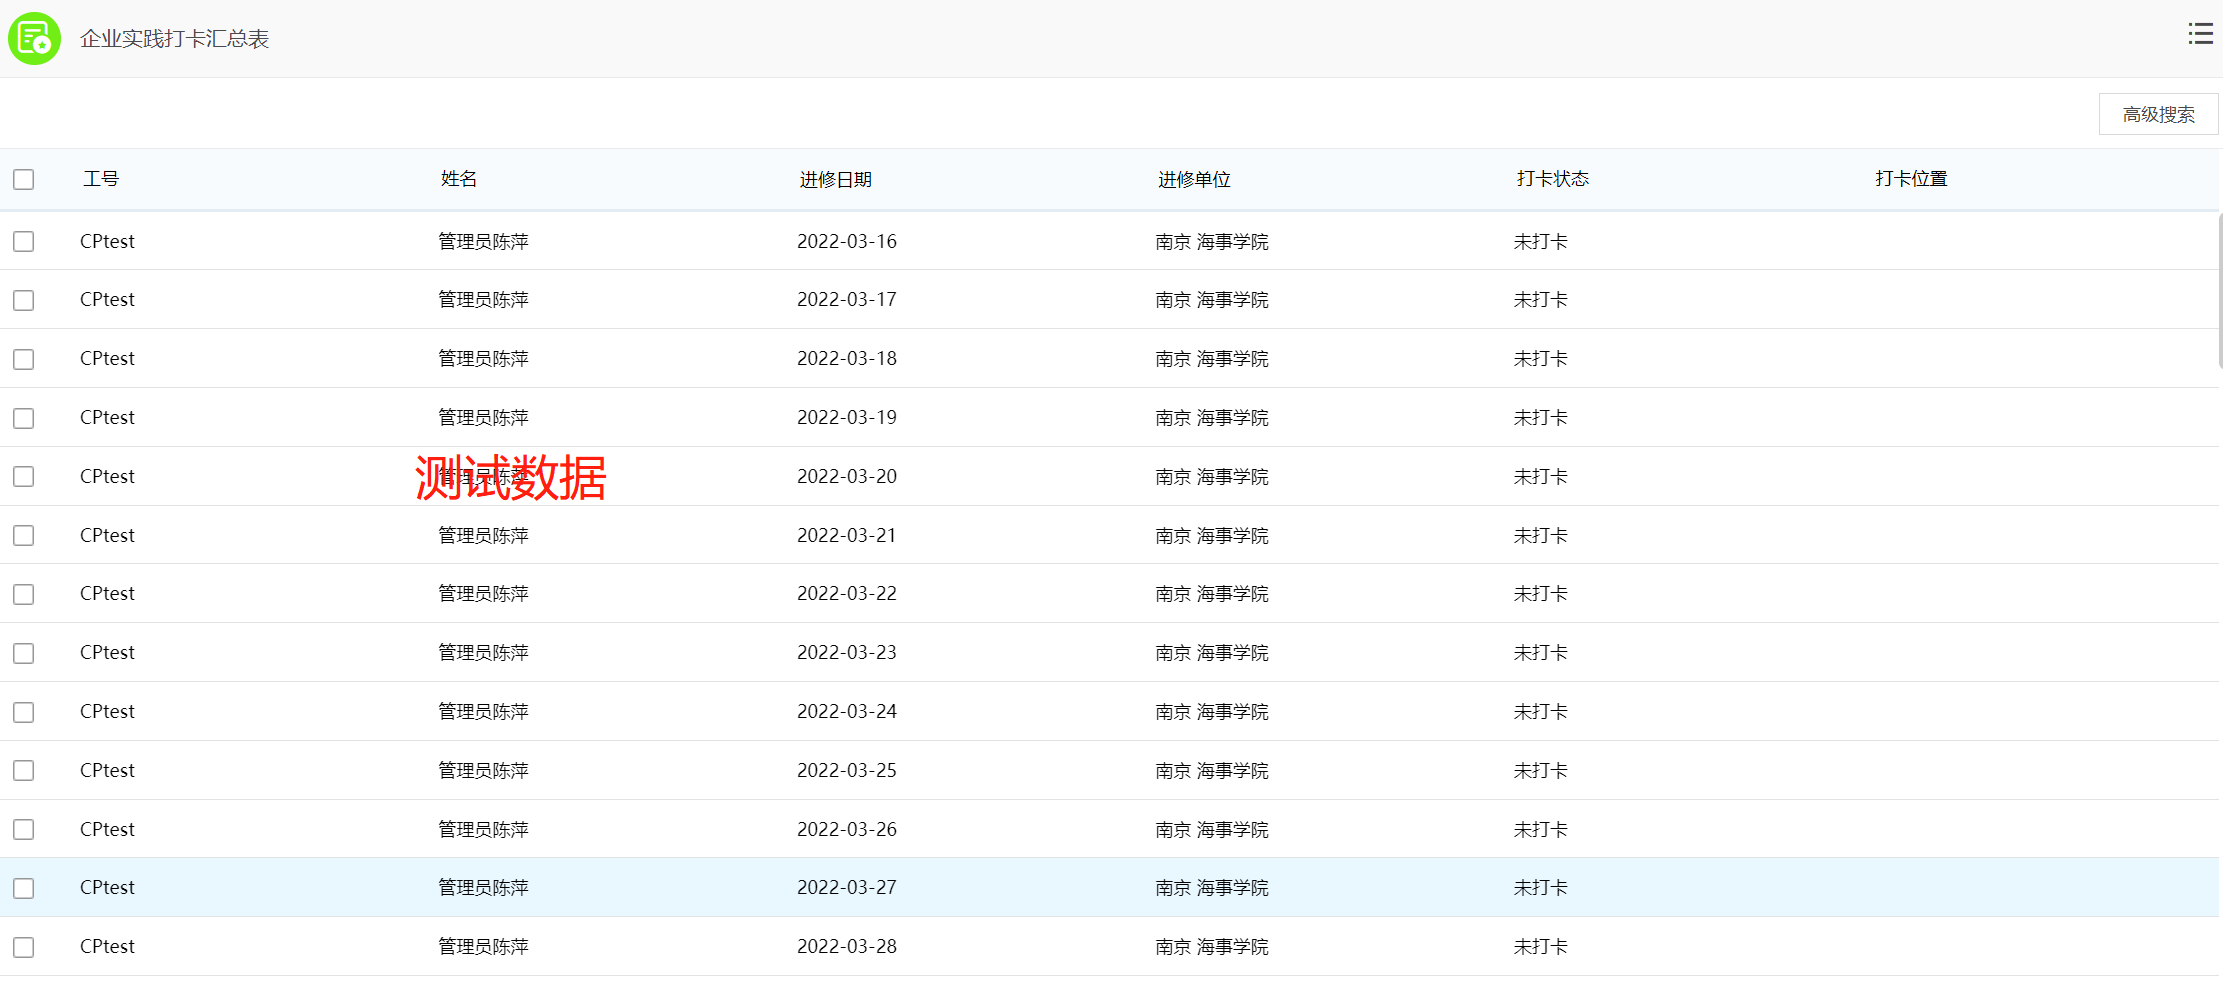 企业实践打卡汇总表
高级搜索
工号 姓名 进修日期 进修单位 打卡状态 打卡位置
CPtest 管理员陈萍 2022-03-16 南京 海事学院 未打卡
CPtest 管理员陈萍 2022-03-17 南京 海事学院 未打卡
CPtest 管理员陈萍 2022-03-18 南京 海事学院 未打卡
CPtest 管理员陈萍 2022-03-19 南京 海事学院 未打卡
CPtest 管理员陈萍 2022-03-20 南京 海事学院 未打卡
测试数据
CPtest 管理员陈萍 2022-03-21 南京 海事学院 未打卡
CPtest 管理员陈萍 2022-03-22 南京 海事学院 未打卡
CPtest 管理员陈萍 2022-03-23 南京 海事学院 未打卡
CPtest 管理员陈萍 2022-03-24 南京 海事学院 未打卡
CPtest 管理员陈萍 2022-03-25 南京 海事学院 未打卡
CPtest 管理员陈萍 2022-03-26 南京 海事学院 未打卡
CPtest 管理员陈萍 2022-03-27 南京 海事学院 未打卡
CPtest 管理员陈萍 2022-03-28 南京 海事学院 未打卡